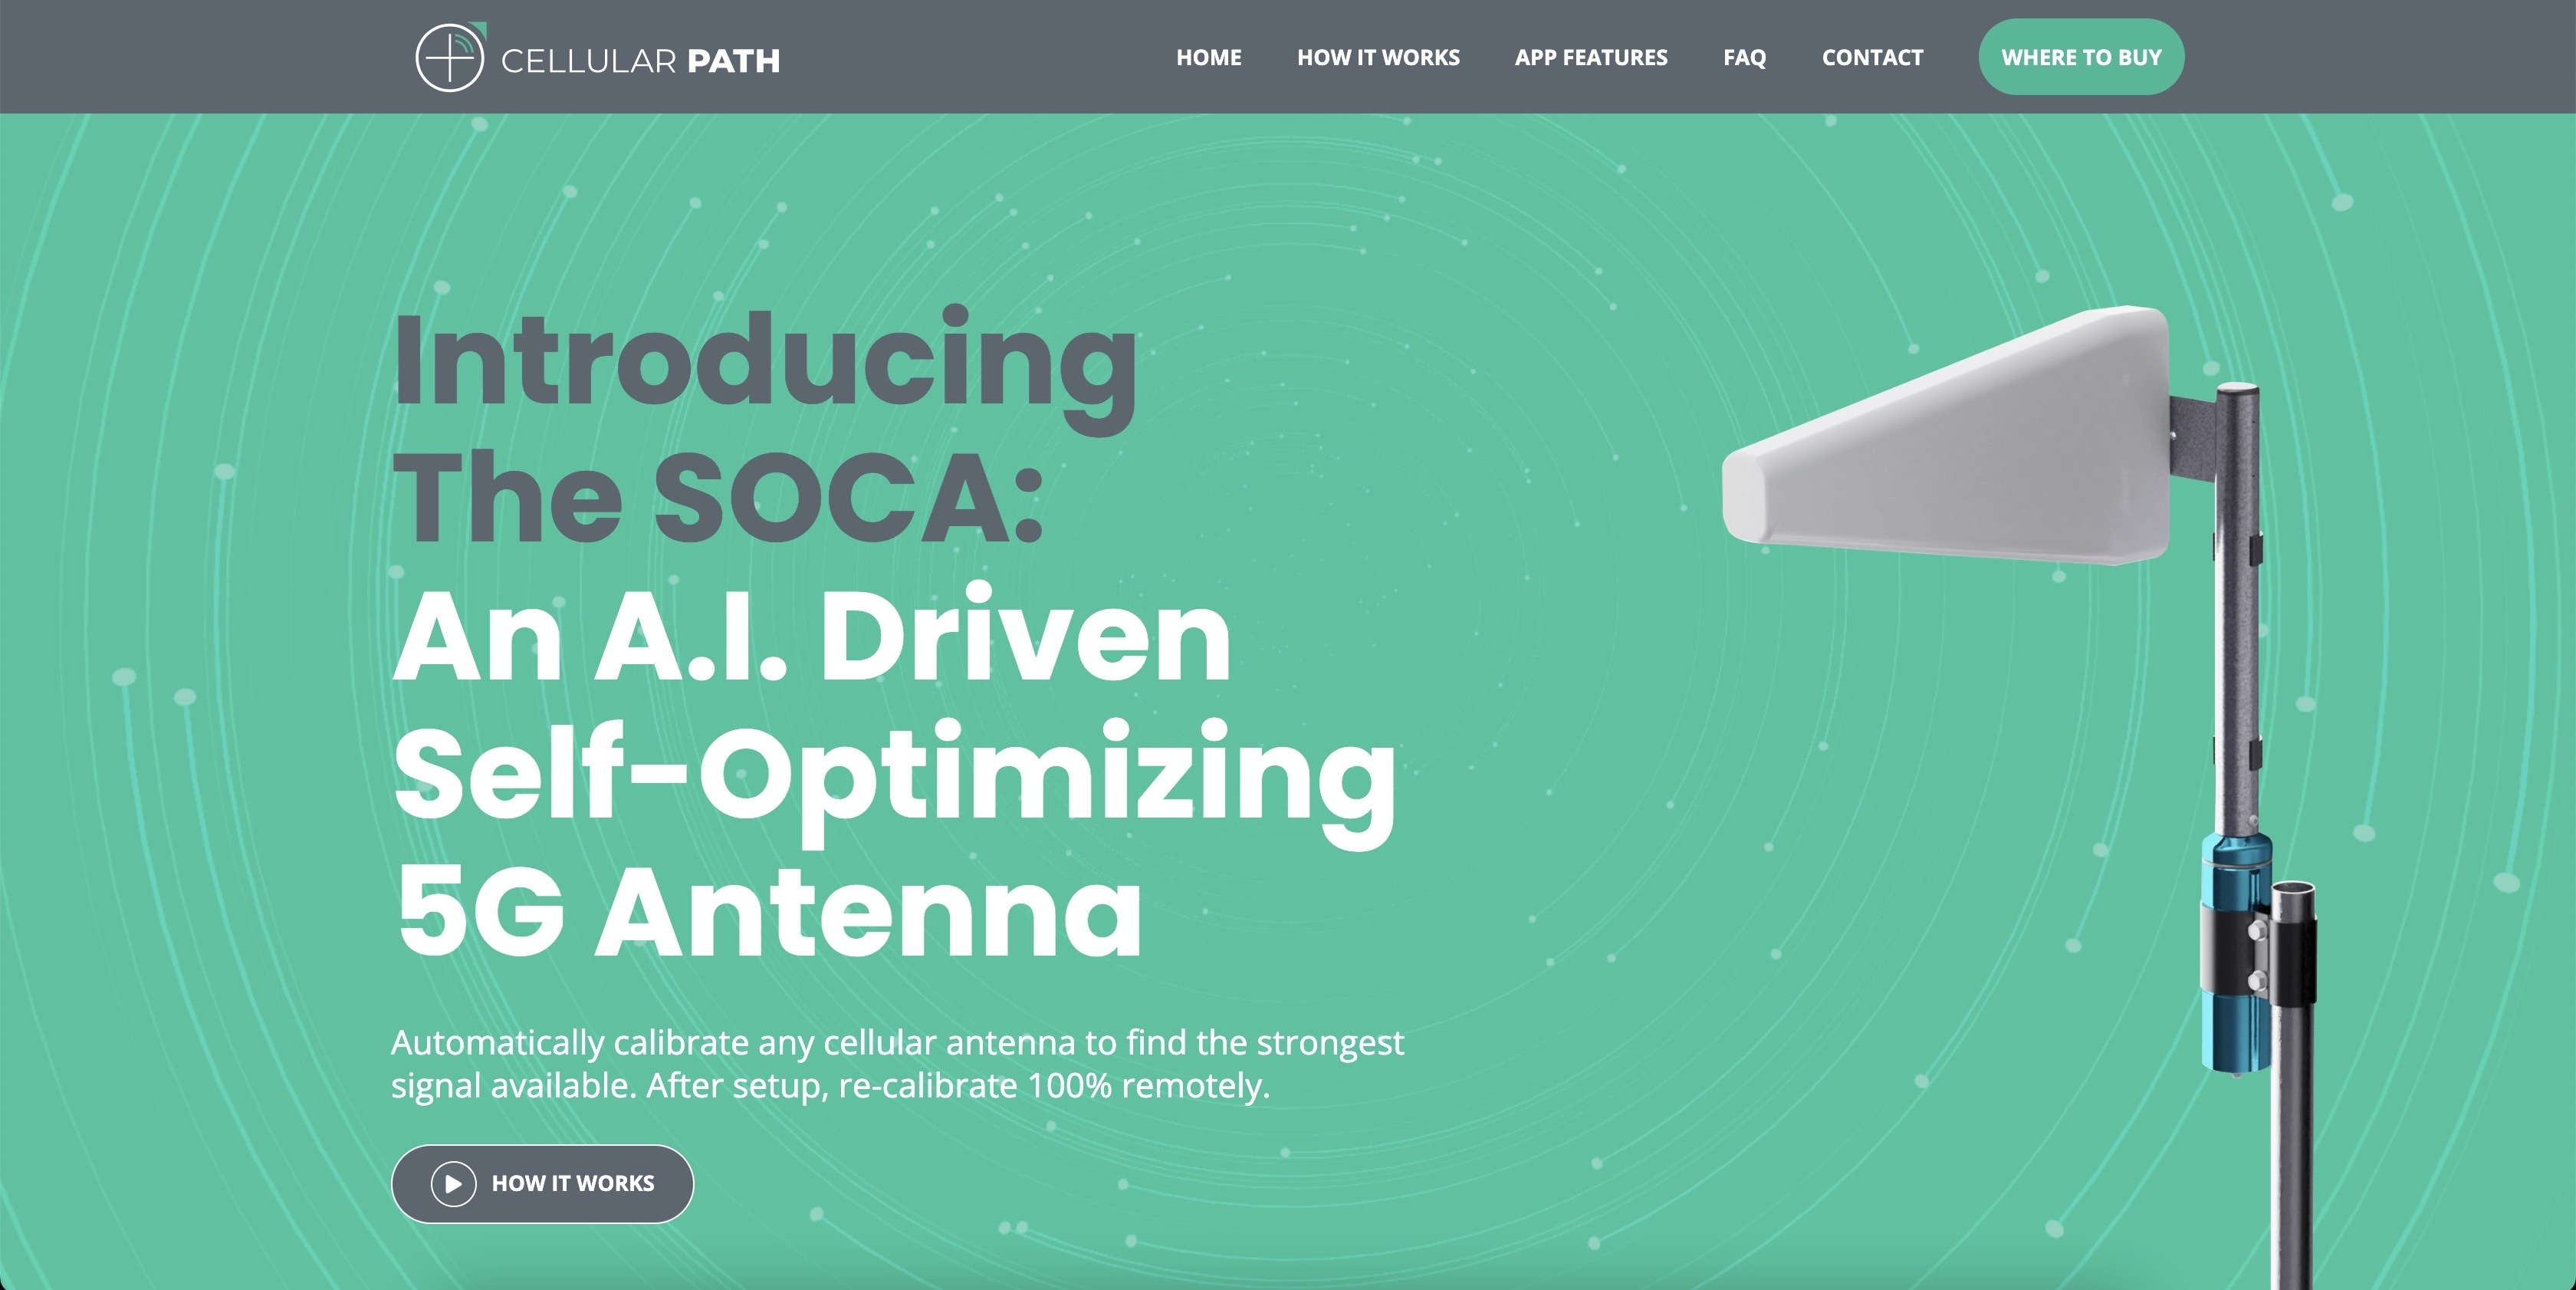 CELLULAR PATH
HOME
HOW IT WORKS
APP FEATURES
FAQ
CONTACT
WHERE TO BUY
Introducing
The SOCA:
An A.I. Driven
Self-Optimizing
5G Antenna
Automatically calibrate any cellular antenna to find the strongest
signal available. After setup, re-calibrate 100% remotely.
HOW IT WORKS